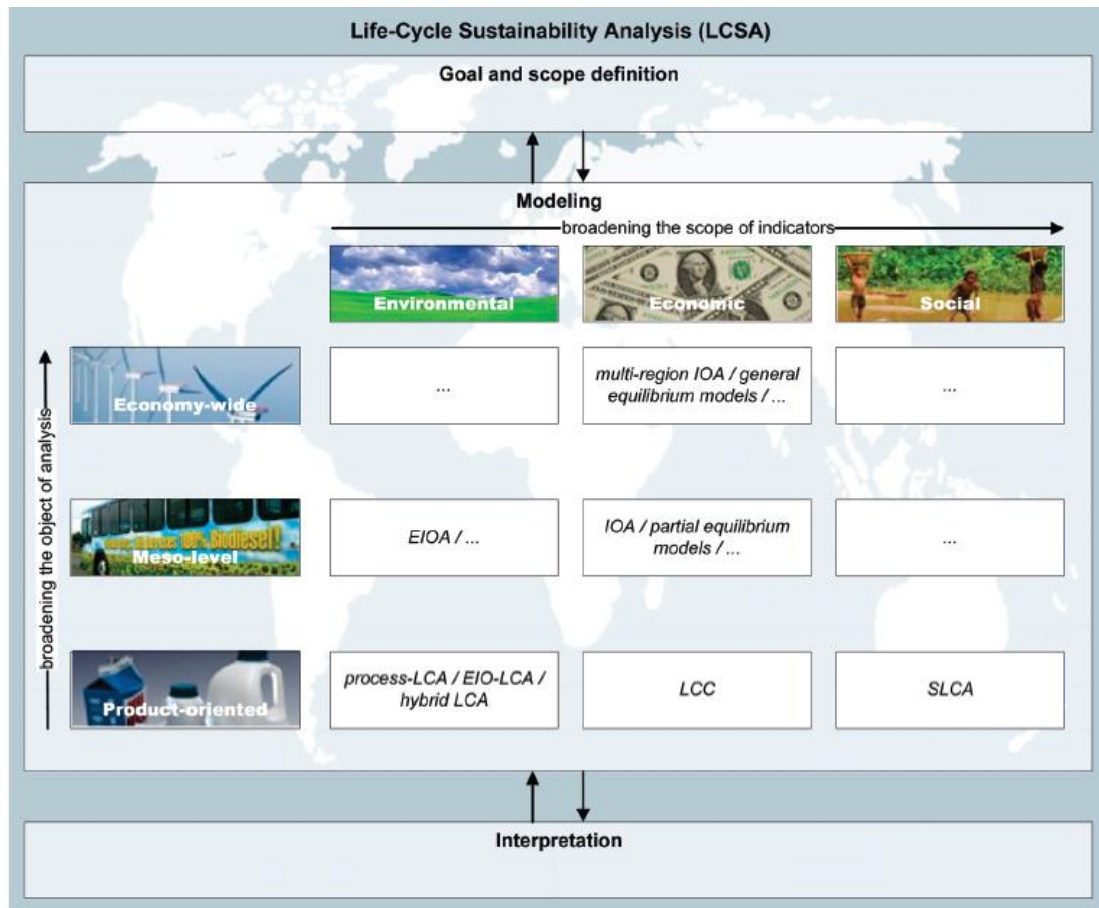 Life-Cycle Sustainability Analysis (LCSA)
Goal and scope definition
Modeling
broadening the scope of indicators
Environmental
Economic
Social
broadening the object of analysis
Economy-wide
...
multi-region IOA / general
equilibrium models / ...
...
100% Biodiesel!
Meso-level
EIOA / ...
IOA / partial equilibrium
models / ...
...
Product-oriented
process-LCA / EIO-LCA /
hybrid LCA
LCC
SLCA
Interpretation